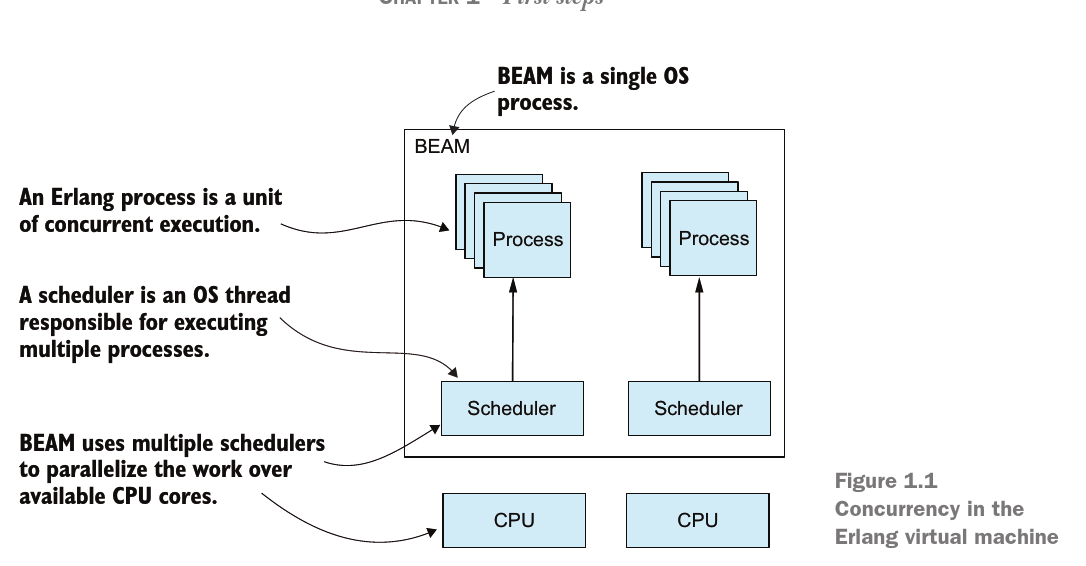 CHAPTER 1 First steps
BEAM is a single OS
process.
BEAM
An Erlang process is a unit
of concurrent execution.
Process
Process
A scheduler is an OS thread
responsible for executing
multiple processes.
Scheduler
Scheduler
BEAM uses multiple schedulers
to parallelize the work over
available CPU cores.
CPU
CPU
Figure 1.1
Concurrency in the
Erlang virtual machine